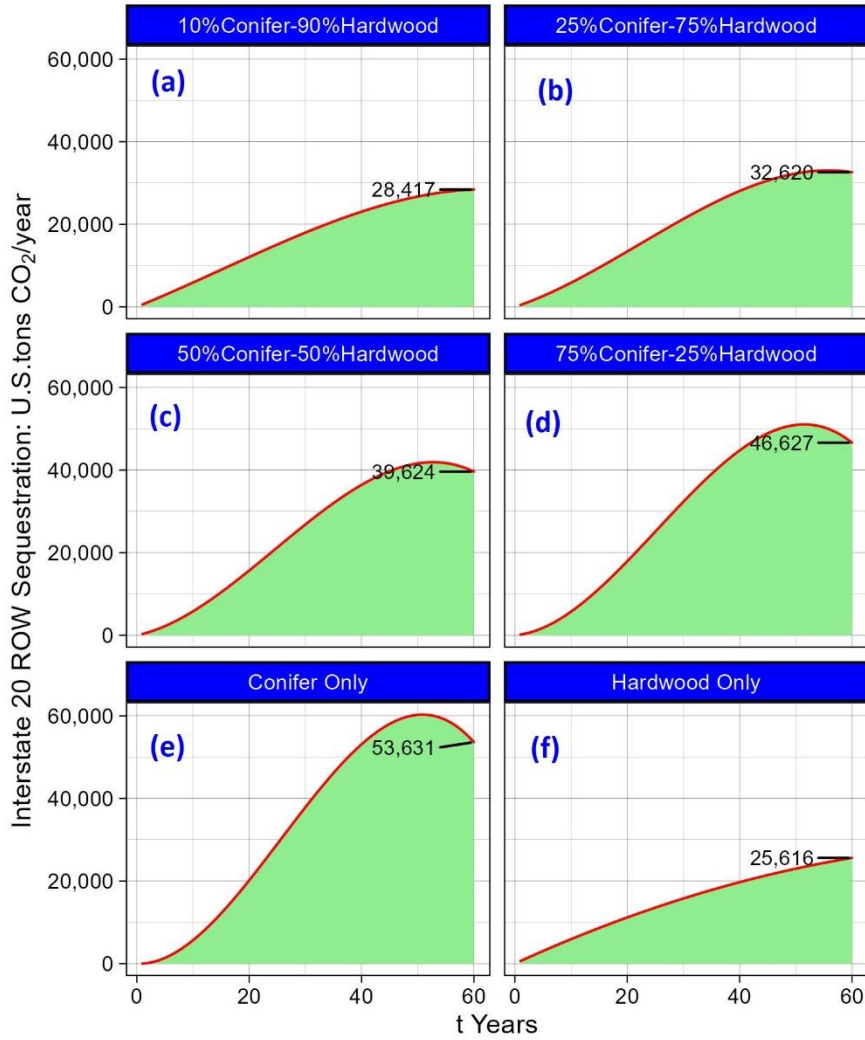 10%Conifer-90%Hardwood
25%Conifer-75%Hardwood
Interstate 20 ROW Sequestration: U.S.tons CO₂/year
60,000
40,000
20,000
0
(a)
28,417
(b)
32,620
50%Conifer-50%Hardwood
75%Conifer-25%Hardwood
60,000
40,000
20,000
0
(c)
39,624
(d)
46,627
Conifer Only
Hardwood Only
60,000
40,000
20,000
0
(e)
53,631
(f)
25,616
0 20 40 60
0 20 40 60
t Years